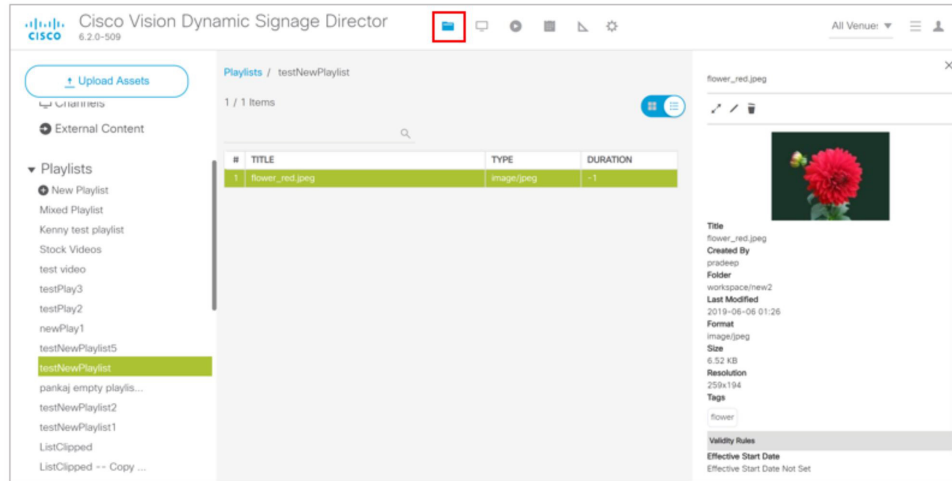 Cisco Vision Dynamic Signage Director
CISCO
6.2.0-509
All Venues
Upload Assets
Channels
External Content
Playlists
New Playlist
Mixed Playlist
Kenny test playlist
Stock Videos
test video
testPlay3
testPlay2
newPlay1
testNewPlaylist5
testNewPlaylist
pankaj empty playlis...
testNewPlaylist2
testNewPlaylist1
ListClipped
ListClipped -- Copy ...
Playlists / testNewPlaylist
1 / 1 Items
# TITLE TYPE DURATION
1 flower_red.jpeg image/jpeg -1
flower_red.jpeg
Title
flower_red.jpeg
Created By
pradeep
Folder
workspace/new2
Last Modified
2019-06-06 01:26
Format
image/jpeg
Size
6.52 KB
Resolution
259x194
Tags
flower
Validity Rules
Effective Start Date
Effective Start Date Not Set